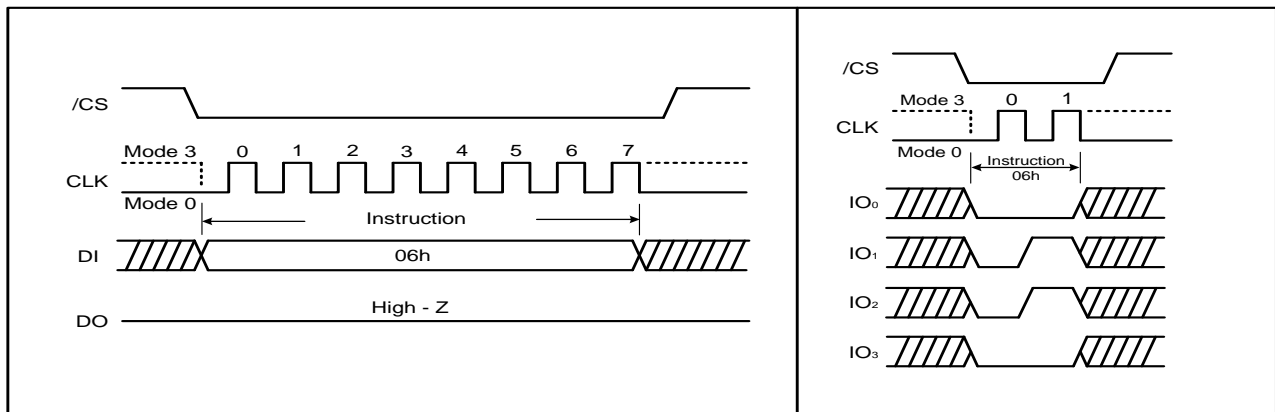 /CS
Mode 3 0 1 2 3 4 5 6 7
CLK
Mode 0
Instruction
DI 06h
High - Z
DO
/CS
Mode 3 0 1
CLK
Mode 0 Instruction
06h
IO₀
IO₁
IO₂
IO₃